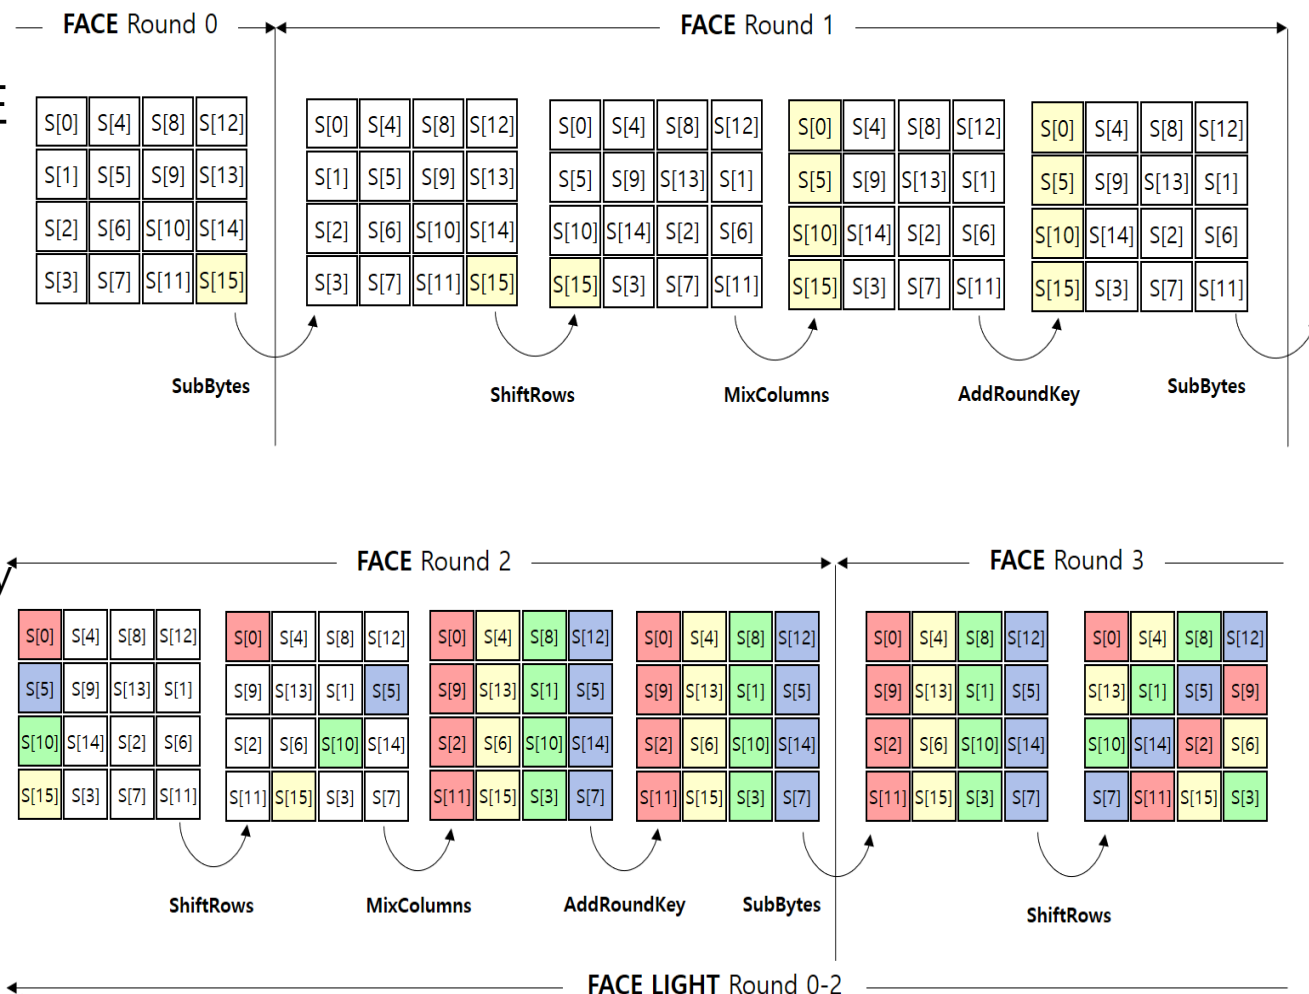 FACE Round 0
FACE Round 1
S[0] S[4] S[8] S[12]
S[1] S[5] S[9] S[13]
S[2] S[6] S[10] S[14]
S[3] S[7] S[11] S[15]
S[0] S[4] S[8] S[12]
S[1] S[5] S[9] S[13]
S[2] S[6] S[10] S[14]
S[3] S[7] S[11] S[15]
S[0] S[4] S[8] S[12]
S[5] S[9] S[13] S[1]
S[10] S[14] S[2] S[6]
S[15] S[3] S[7] S[11]
S[0] S[4] S[8] S[12]
S[5] S[9] S[13] S[1]
S[10] S[14] S[2] S[6]
S[15] S[3] S[7] S[11]
S[0] S[4] S[8] S[12]
S[5] S[9] S[13] S[1]
S[10] S[14] S[2] S[6]
S[15] S[3] S[7] S[11]
SubBytes
ShiftRows
MixColumns
AddRoundKey
SubBytes
FACE Round 2
FACE Round 3
S[0] S[4] S[8] S[12]
S[5] S[9] S[13] S[1]
S[10] S[14] S[2] S[6]
S[15] S[3] S[7] S[11]
S[0] S[4] S[8] S[12]
S[9] S[13] S[1] S[5]
S[2] S[6] S[10] S[14]
S[11] S[15] S[3] S[7]
S[0] S[4] S[8] S[12]
S[9] S[13] S[1] S[5]
S[2] S[6] S[10] S[14]
S[11] S[15] S[3] S[7]
S[0] S[4] S[8] S[12]
S[9] S[13] S[1] S[5]
S[2] S[6] S[10] S[14]
S[11] S[15] S[3] S[7]
S[0] S[4] S[8] S[12]
S[9] S[13] S[1] S[5]
S[2] S[6] S[10] S[14]
S[11] S[15] S[3] S[7]
S[0] S[4] S[8] S[12]
S[13] S[1] S[5] S[9]
S[10] S[14] S[2] S[6]
S[7] S[11] S[15] S[3]
ShiftRows
MixColumns
AddRoundKey
SubBytes
ShiftRows
FACE LIGHT Round 0-2